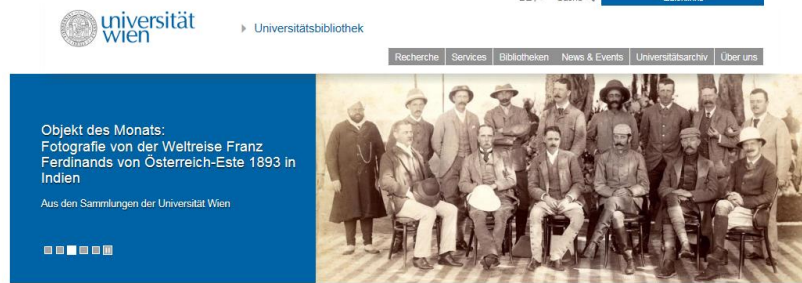 universität
wien
Universitätsbibliothek
Recherche
Services
Bibliotheken
News & Events
Universitätsarchiv
Über uns
Objekt des Monats:
Fotografie von der Weltreise Franz
Ferdinands von Österreich-Este 1893 in
Indien
Aus den Sammlungen der Universität Wien